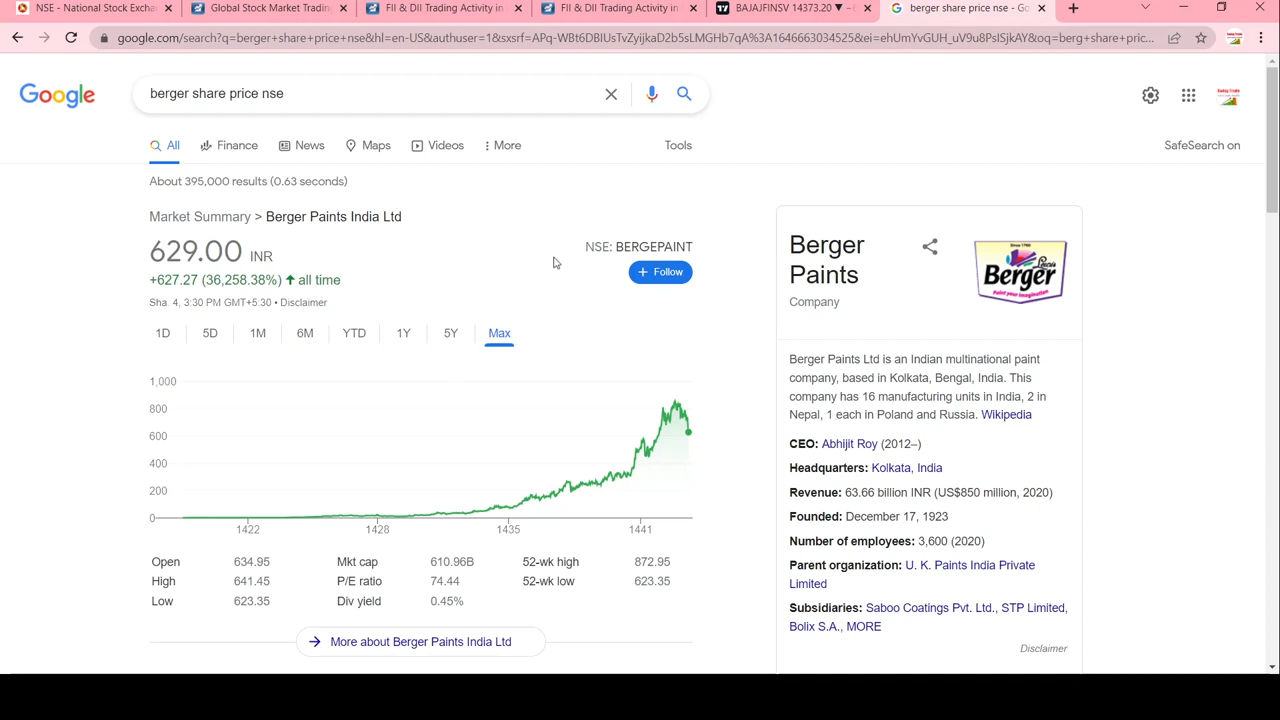 NSE - National Stock Excha
Global Stock Market Trading
FII & DII Trading Activity in
FII & DII Trading Activity in
BAJAJFINSV 14373.20 ▼
berger share price nse - Go
google.com/search?q=berger+share+price+nse&hl=en-US&authuser=1&sxsrf=APq-WBt6DBIUsTvZyijkaD2b5sLMGHb7qA%3A1646663034525&ei=ehUmYvGUH_uV9u8PsISjkAY&oq=berg+share+pric...
Google
berger share price nse
All
Finance
News
Maps
Videos
More
Tools
SafeSearch on
About 395,000 results (0.63 seconds)
Market Summary > Berger Paints India Ltd
629.00 INR
NSE: BERGEPAINT
+ Follow
+627.27 (36,258.38%) ↑ all time
Sha. 4, 3:30 PM GMT+5:30 • Disclaimer
1D 5D 1M 6M YTD 1Y 5Y Max
1,000
800
600
400
200
0
1422 1428 1435 1441
Open 634.95 Mkt cap 610.96B 52-wk high 872.95
High 641.45 P/E ratio 74.44 52-wk low 623.35
Low 623.35 Div yield 0.45%
→ More about Berger Paints India Ltd
Berger
Paints
Company
Berger
Berger Paints Ltd is an Indian multinational paint
company, based in Kolkata, Bengal, India. This
company has 16 manufacturing units in India, 2 in
Nepal, 1 each in Poland and Russia. Wikipedia
CEO: Abhijit Roy (2012–)
Headquarters: Kolkata, India
Revenue: 63.66 billion INR (US$850 million, 2020)
Founded: December 17, 1923
Number of employees: 3,600 (2020)
Parent organization: U. K. Paints India Private
Limited
Subsidiaries: Saboo Coatings Pvt. Ltd., STP Limited,
Bolix S.A., MORE
Disclaimer